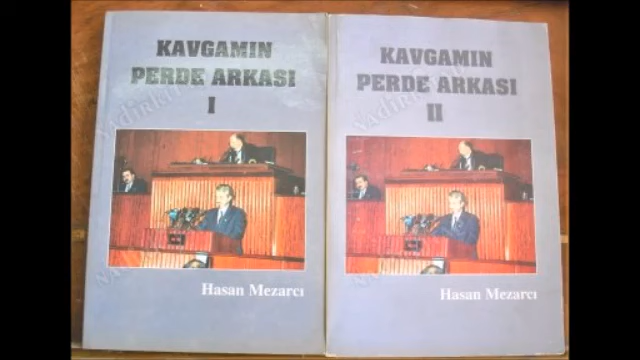 KAVGAMIN
PERDE ARKASI
I
Hasan Mezarcı
KAVGAMIN
PERDE ARKASI
II
Hasan Mezarcı